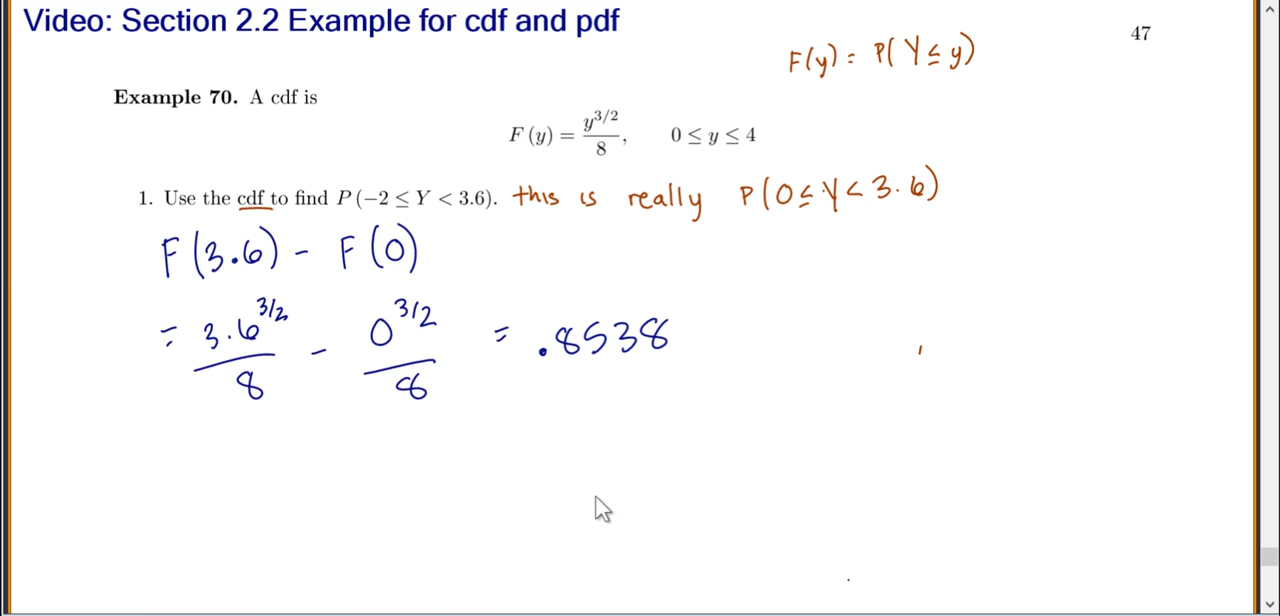 Video: Section 2.2 Example for cdf and pdf
47
F(y) = P(Y ≤ y)
Example 70. A cdf is
F(y) = y^{3/2}/8, 0 ≤ y ≤ 4
1. Use the cdf to find P(−2 ≤ Y < 3.6). this is really P(0 ≤ Y < 3.6)
F(3.6) - F(0)
= 3.6^{3/2}/8 - 0^{3/2}/8 = .8538